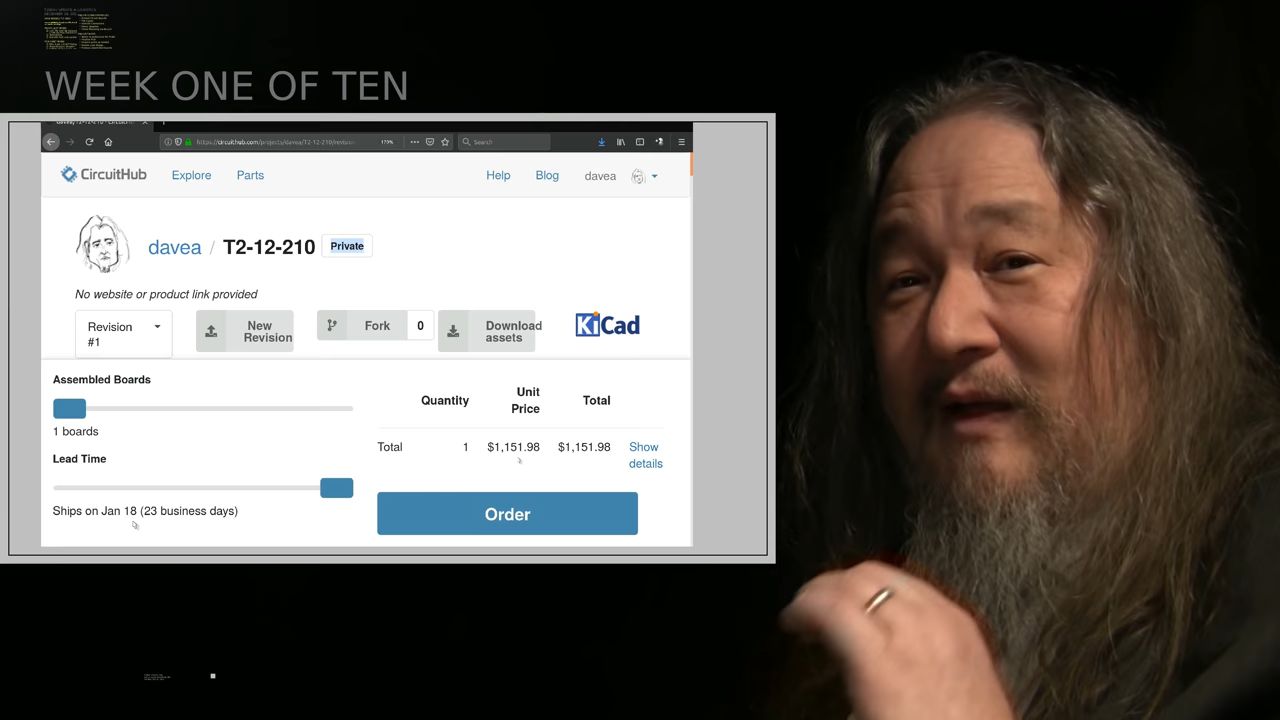 WEEK ONE OF TEN
Search
CircuitHub Explore Parts Help Blog davea
davea / T2-12-210 Private
No website or product link provided
Revision #1
New Revision
Fork 0
Download assets
KiCad
Assembled Boards
1 boards
Lead Time
Ships on Jan 18 (23 business days)
Quantity Unit Price Total
Total 1 $1,151.98 $1,151.98 Show details
Order